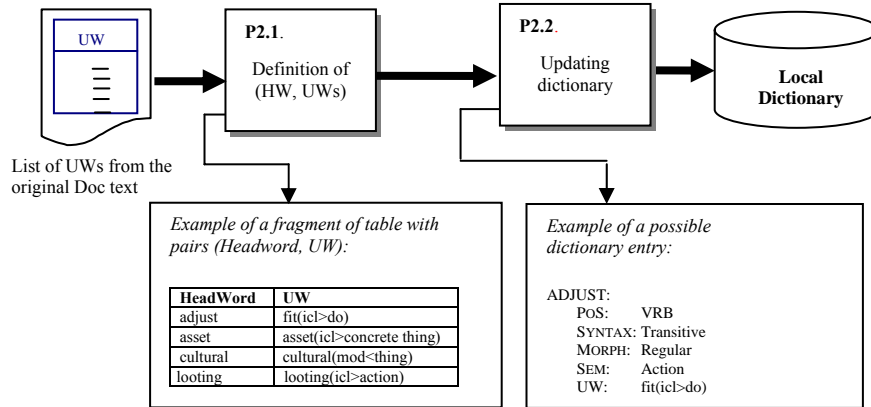 UW
P2.1.
Definition of
(HW, UWs)
P2.2.
Updating
dictionary
Local
Dictionary
List of UWs from the
original Doc text
Example of a fragment of table with
pairs (Headword, UW):
HeadWord UW
adjust fit(icl>do)
asset asset(icl>concrete thing)
cultural cultural(mod<thing)
looting looting(icl>action)
Example of a possible
dictionary entry:
ADJUST:
POS: VRB
SYNTAX: Transitive
MORPH: Regular
SEM: Action
UW: fit(icl>do)